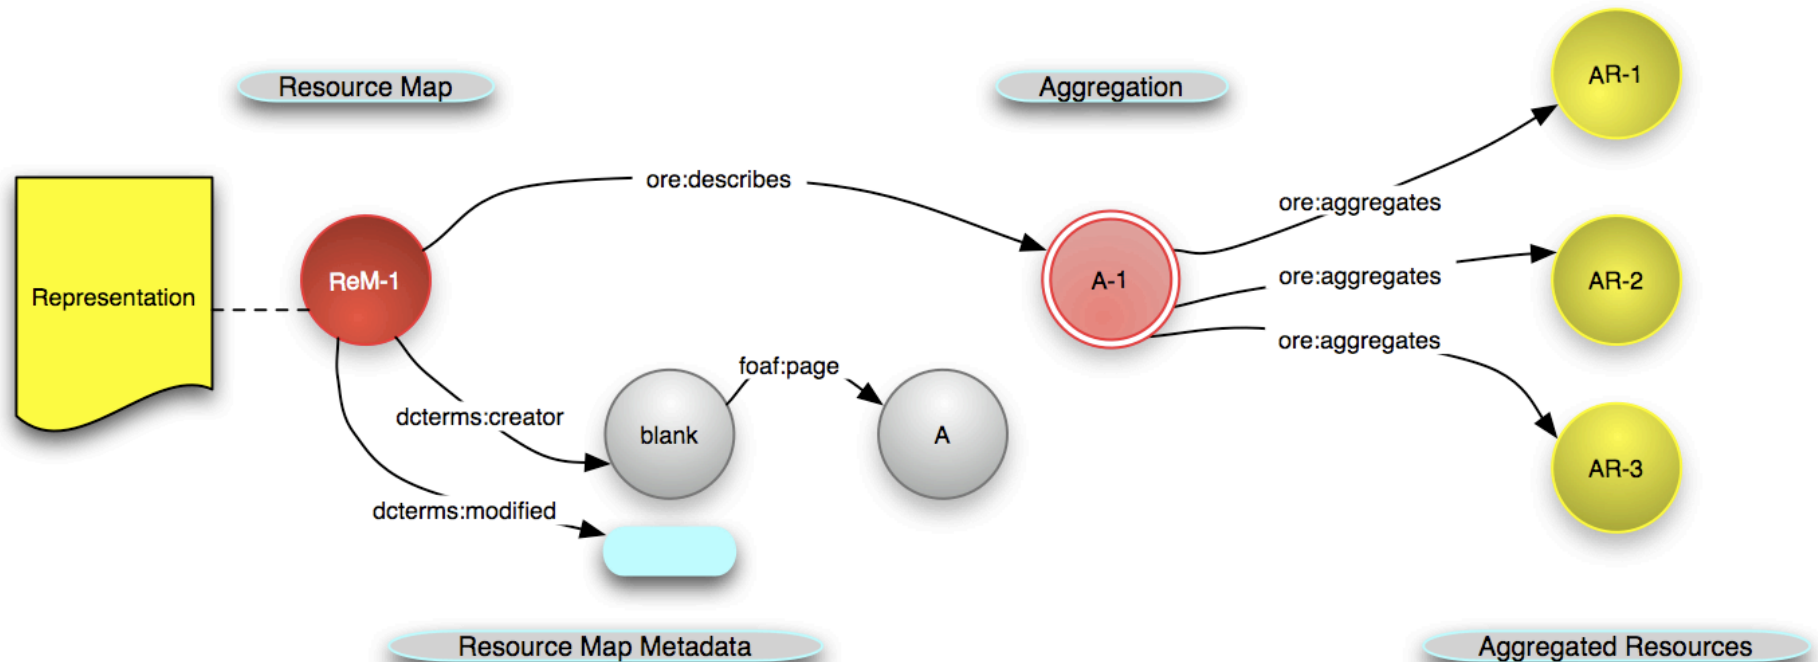 Resource Map
Aggregation
AR-1
ore:describes
ore:aggregates
Representation
ReM-1
A-1
ore:aggregates
AR-2
ore:aggregates
foaf:page
dcterms:creator
blank
A
AR-3
dcterms:modified
Resource Map Metadata
Aggregated Resources